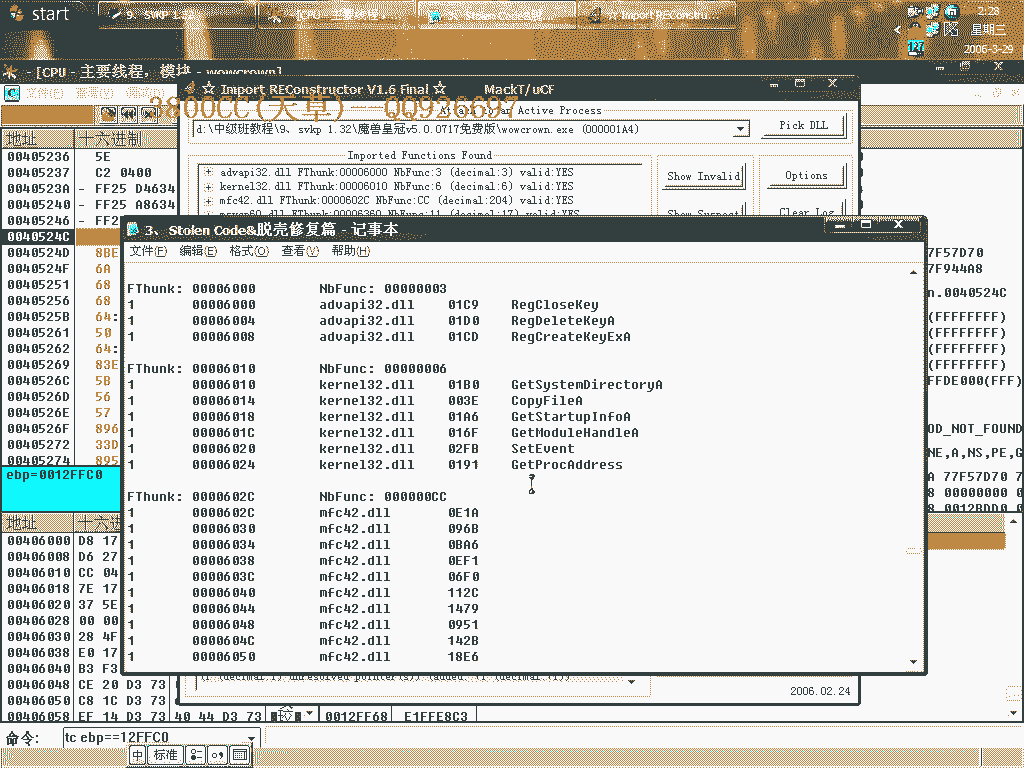 start
9. SWKP 1.32
3、Stolen Code&脱
☆ Import REConstru...
2:28
星期三
2006-3-29
- [CPU - 主要线程, 模块 - wowcrown]
3800CC(天草)——QQ926697
☆ Import REConstructor V1.6 Final ☆ MackT/uCF
Attach to an Active Process
d:\中级班教程\9、svkp 1.32\魔兽皇冠v5.0.0717免费版\wowcrown.exe (000001A4)
Pick DLL
Imported Functions Found
advapi32.dll FThunk:00006000 NbFunc:3 (decimal:3) valid:YES
kernel32.dll FThunk:00006010 NbFunc:6 (decimal:6) valid:YES
mfc42.dll FThunk:0000602C NbFunc:CC (decimal:204) valid:YES
msvcp60.dll FThunk:00006360 NbFunc:11 (decimal:17) valid:YES
Show Invalid
Options
Show Suspect
Clear Log
地址 十六进制
00405236 5E
00405237 C2 0400
0040523A - FF25 D4634
00405240 - FF25 A8634
00405246 - FF2
0040524C
0040524D 8BE
0040524F 6A
00405251 68
00405256 68
0040525B 64:
00405261 50
00405262 64:
00405269 83E
0040526C 5B
0040526D 56
0040526E 57
0040526F 896
00405272 33D
00405274 895
ebp=0012FFC0
3、Stolen Code&脱壳修复篇 - 记事本
文件(F) 编辑(E) 格式(O) 查看(V) 帮助(H)
FThunk: 00006000 NbFunc: 00000003
1 00006000 advapi32.dll 01C9 RegCloseKey
1 00006004 advapi32.dll 01D0 RegDeleteKeyA
1 00006008 advapi32.dll 01CD RegCreateKeyExA
FThunk: 00006010 NbFunc: 00000006
1 00006010 kernel32.dll 01B0 GetSystemDirectoryA
1 00006014 kernel32.dll 003E CopyFileA
1 00006018 kernel32.dll 01A6 GetStartupInfoA
1 0000601C kernel32.dll 016F GetModuleHandleA
1 00006020 kernel32.dll 02FB SetEvent
1 00006024 kernel32.dll 0191 GetProcAddress
FThunk: 0000602C NbFunc: 000000CC
1 0000602C mfc42.dll 0E1A
1 00006030 mfc42.dll 096B
1 00006034 mfc42.dll 0BA6
1 00006038 mfc42.dll 0EF1
1 0000603C mfc42.dll 06F0
1 00006040 mfc42.dll 112C
1 00006044 mfc42.dll 1479
1 00006048 mfc42.dll 0951
1 0000604C mfc42.dll 142B
1 00006050 mfc42.dll 18E6
7F57D70
7F944A8
n.0040524C
(FFFFFFFF)
(FFFFFFFF)
(FFFFFFFF)
(FFFFFFFF)
FFDE000(FFF)
OD_NOT_FOUND
NE,A,NS,PE,G
A 77F57D70 7
8 00000000 0
8 0012BDD0 0
地址 十六进
00406000 D8 17
00406008 D6 27
00406010 CC 04
00406018 7E 17
00406020 37 5E
00406028 00 00
00406030 28 4F
00406038 E0 17
00406040 B3 F3
00406048 CE 20 D3 73
00406050 C8 1C D3 73
00406058 EF 14 D3 73 40 44 D3 73
0012FF68 E1FFE8C3
2006.02.24
命令: tc ebp==12FFC0
中 标准